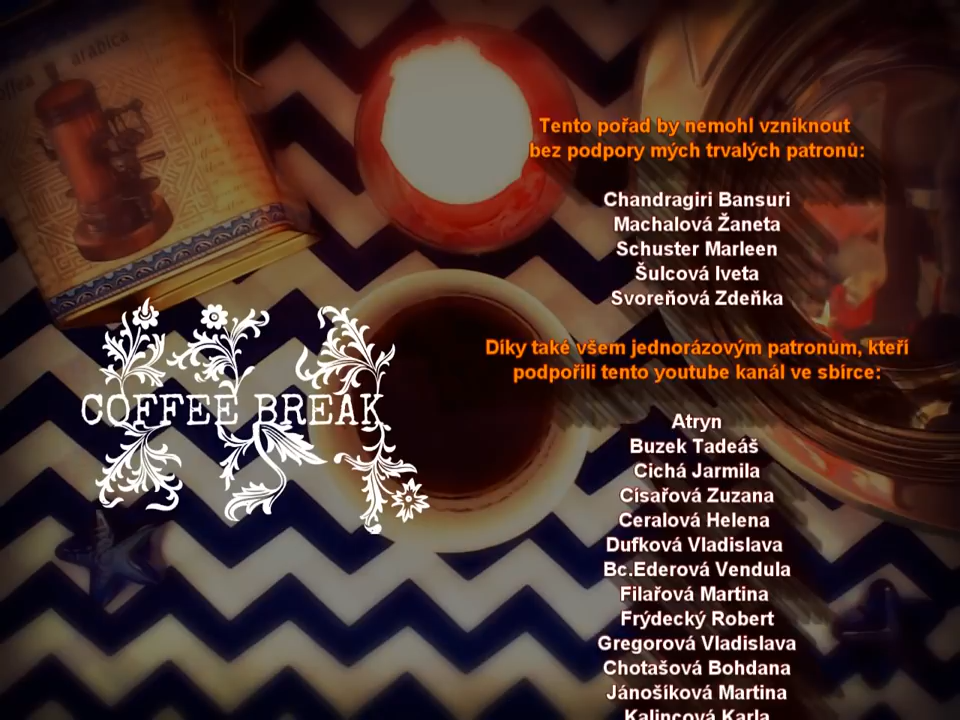 coffea arabica
COFFEE BREAK
Tento pořad by nemohl vzniknout
bez podpory mých trvalých patronů:
Chandragiri Bansuri
Machalová Žaneta
Schuster Marleen
Šulcová Iveta
Svoreňová Zdeňka
Díky také všem jednorázovým patronům, kteří
podpořili tento youtube kanál ve sbírce:
Atryn
Buzek Tadeáš
Cichá Jarmila
Císařová Zuzana
Ceralová Helena
Dufková Vladislava
Bc.Ederová Vendula
Filařová Martina
Frýdecký Robert
Gregorová Vladislava
Chotašová Bohdana
Jánošíková Martina
Kalincová Karla